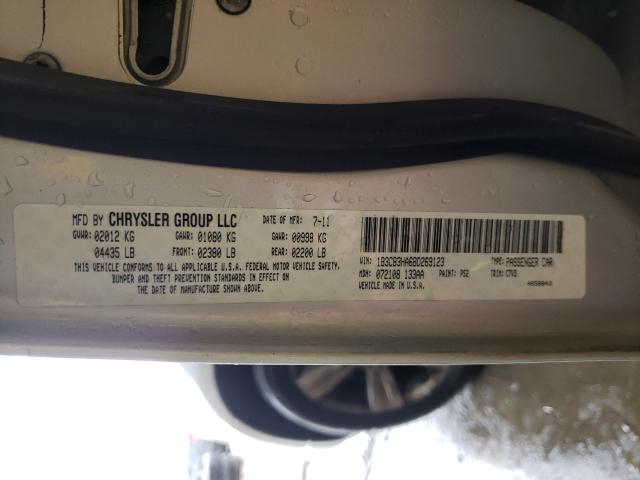 MFD BY CHRYSLER GROUP LLC DATE OF MFR: 7-11
GVWR: 02012 KG GAWR: 01080 KG GAWR: 00998 KG
04435 LB FRONT: 02380 LB REAR: 02200 LB
THIS VEHICLE CONFORMS TO ALL APPLICABLE U.S.A. FEDERAL MOTOR VEHICLE SAFETY,
BUMPER AND THEFT PREVENTION STANDARDS IN EFFECT ON
THE DATE OF MANUFACTURE SHOWN ABOVE.
VIN: 1B3CB3HA6BD269123 TYPE: PASSENGER CAR
MDH: 072108 133AA PAINT: PS2 TRIM: C7V9
VEHICLE MADE IN U.S.A.